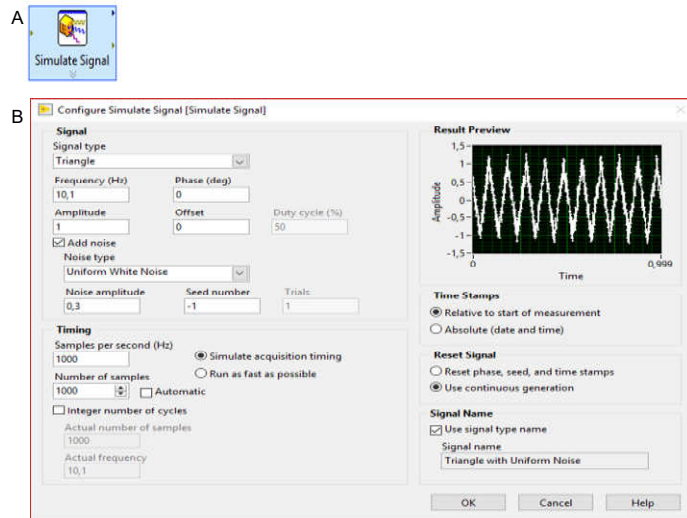 A
Simulate Signal
B
Configure Simulate Signal [Simulate Signal]
Signal
Signal type
Triangle
Frequency (Hz)
Phase (deg)
10,1
0
Amplitude
Offset
Duty cycle (%)
1
0
50
Add noise
Noise type
Uniform White Noise
Noise amplitude
Seed number
Trials
0,3
-1
1
Timing
Samples per second (Hz)
1000
Simulate acquisition timing
Run as fast as possible
Number of samples
1000
Automatic
Integer number of cycles
Actual number of samples
1000
Actual frequency
10,1
Result Preview
Amplitude
1,5
1
0,5
0
-0,5
-1
-1,5
0
0,999
Time
Time Stamps
Relative to start of measurement
Absolute (date and time)
Reset Signal
Reset phase, seed, and time stamps
Use continuous generation
Signal Name
Use signal type name
Signal name
Triangle with Uniform Noise
OK
Cancel
Help